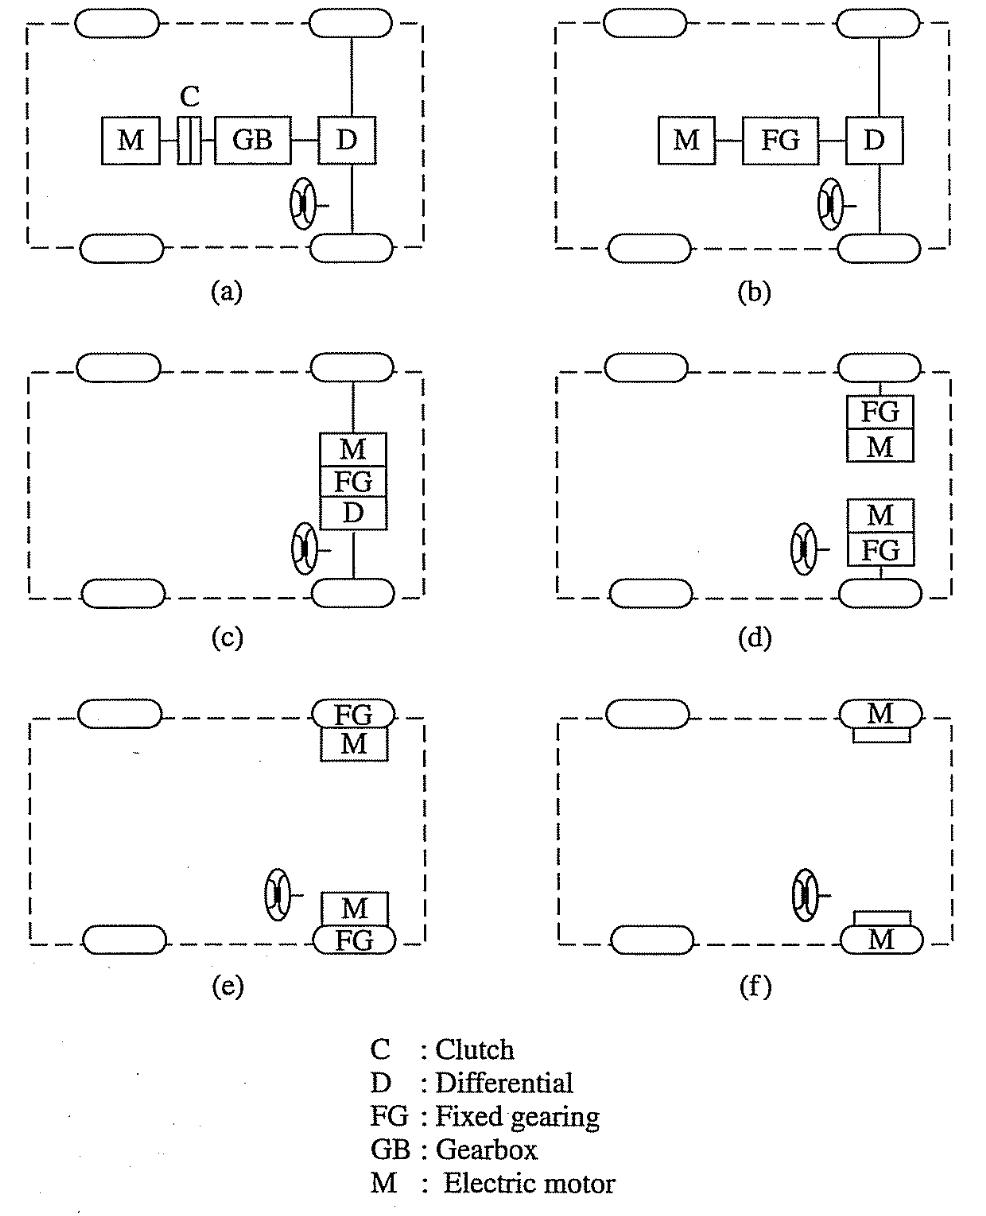 C
M GB D
M FG D
(a) (b)
M
FG
D
FG
M
M
FG
(c) (d)
FG
M
M
FG
M
M
(e) (f)
C : Clutch
D : Differential
FG : Fixed gearing
GB : Gearbox
M : Electric motor